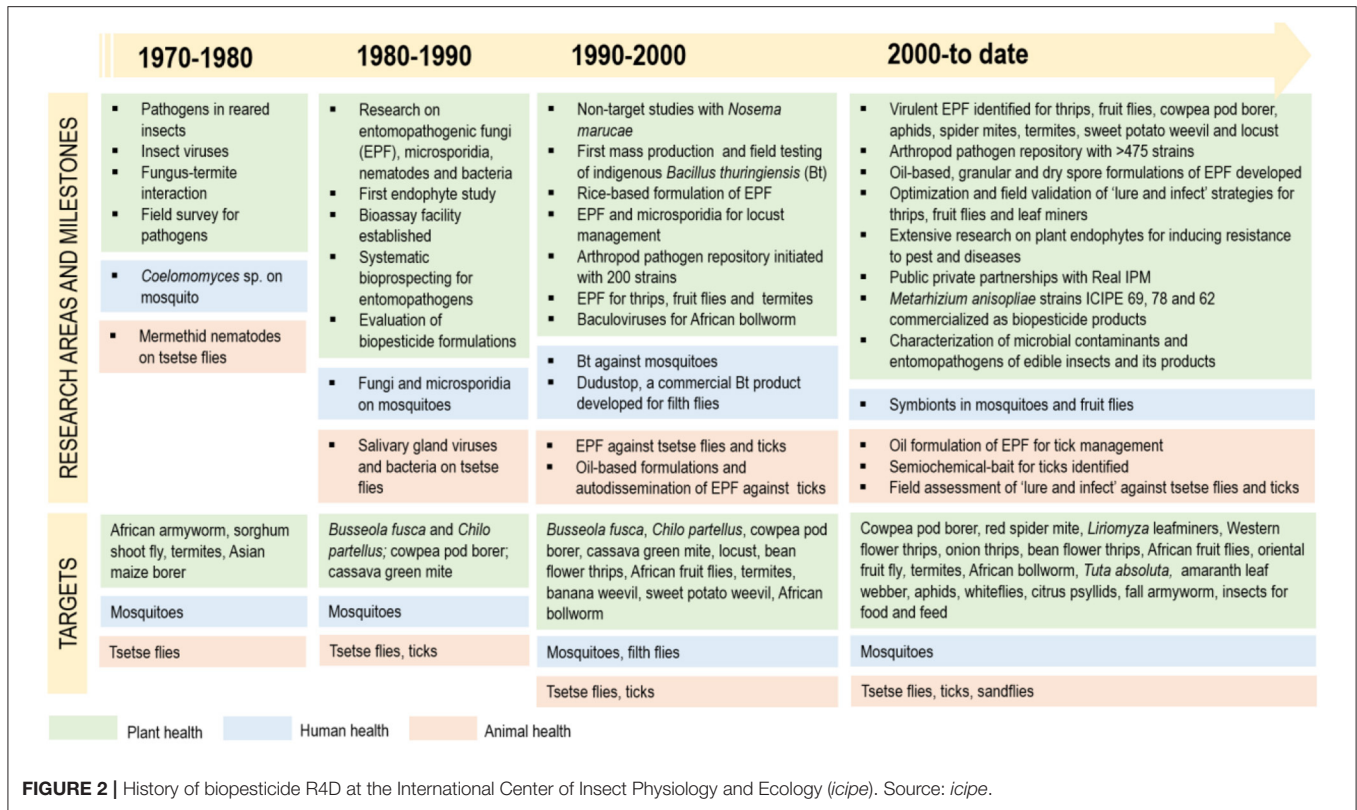 1970-1980
1980-1990
1990-2000
2000-to date
RESEARCH AREAS AND MILESTONES
▪ Pathogens in reared
insects
▪ Insect viruses
▪ Fungus-termite
interaction
▪ Field survey for
pathogens
▪ Coelomomyces sp. on
mosquito
▪ Mermethid nematodes
on tsetse flies
▪ Research on
entomopathogenic fungi
(EPF), microsporidia,
nematodes and bacteria
▪ First endophyte study
▪ Bioassay facility
established
▪ Systematic
bioprospecting for
entomopathogens
▪ Evaluation of
biopesticide formulations
▪ Fungi and microsporidia
on mosquitoes
▪ Salivary gland viruses
and bacteria on tsetse
flies
▪ Non-target studies with Nosema
marucae
▪ First mass production and field testing
of indigenous Bacillus thuringiensis (Bt)
▪ Rice-based formulation of EPF
▪ EPF and microsporidia for locust
management
▪ Arthropod pathogen repository initiated
with 200 strains
▪ EPF for thrips, fruit flies and termites
▪ Baculoviruses for African bollworm
▪ Bt against mosquitoes
▪ Dudustop, a commercial Bt product
developed for filth flies
▪ EPF against tsetse flies and ticks
▪ Oil-based formulations and
autodissemination of EPF against ticks
▪ Virulent EPF identified for thrips, fruit flies, cowpea pod borer,
aphids, spider mites, termites, sweet potato weevil and locust
▪ Arthropod pathogen repository with >475 strains
▪ Oil-based, granular and dry spore formulations of EPF developed
▪ Optimization and field validation of 'lure and infect' strategies for
thrips, fruit flies and leaf miners
▪ Extensive research on plant endophytes for inducing resistance
to pest and diseases
▪ Public private partnerships with Real IPM
▪ Metarhizium anisopliae strains ICIPE 69, 78 and 62
commercialized as biopesticide products
▪ Characterization of microbial contaminants and
entomopathogens of edible insects and its products
▪ Symbionts in mosquitoes and fruit flies
▪ Oil formulation of EPF for tick management
▪ Semiochemical-bait for ticks identified
▪ Field assessment of 'lure and infect' against tsetse flies and ticks
TARGETS
African armyworm, sorghum
shoot fly, termites, Asian
maize borer
Mosquitoes
Tsetse flies
Busseola fusca and Chilo
partellus; cowpea pod borer;
cassava green mite
Mosquitoes
Tsetse flies, ticks
Busseola fusca, Chilo partellus, cowpea pod
borer, cassava green mite, locust, bean
flower thrips, African fruit flies, termites,
banana weevil, sweet potato weevil, African
bollworm
Mosquitoes, filth flies
Tsetse flies, ticks
Cowpea pod borer, red spider mite, Liriomyza leafminers, Western
flower thrips, onion thrips, bean flower thrips, African fruit flies, oriental
fruit fly, termites, African bollworm, Tuta absoluta, amaranth leaf
webber, aphids, whiteflies, citrus psyllids, fall armyworm, insects for
food and feed
Mosquitoes
Tsetse flies, ticks, sandflies
Plant health
Human health
Animal health
FIGURE 2 | History of biopesticide R4D at the International Center of Insect Physiology and Ecology (icipe). Source: icipe.